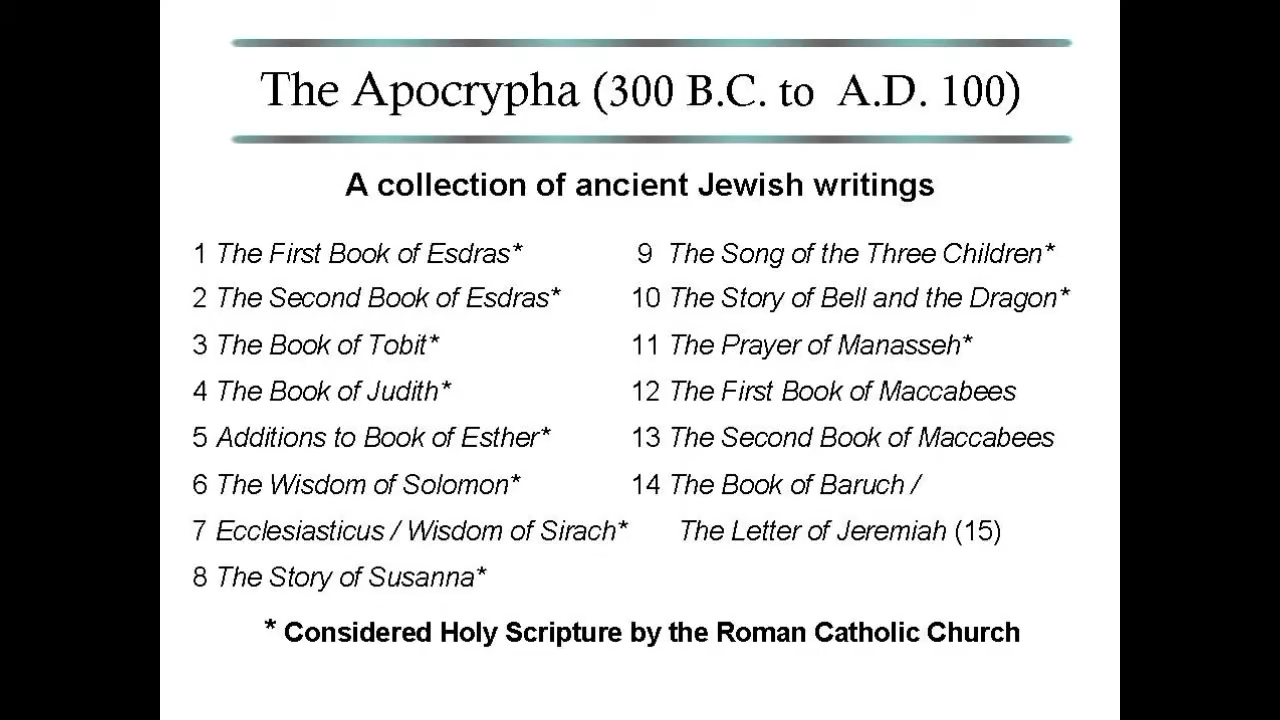 The Apocrypha (300 B.C. to A.D. 100)
A collection of ancient Jewish writings
1 The First Book of Esdras*
2 The Second Book of Esdras*
3 The Book of Tobit*
4 The Book of Judith*
5 Additions to Book of Esther*
6 The Wisdom of Solomon*
7 Ecclesiasticus / Wisdom of Sirach*
8 The Story of Susanna*
9 The Song of the Three Children*
10 The Story of Bell and the Dragon*
11 The Prayer of Manasseh*
12 The First Book of Maccabees
13 The Second Book of Maccabees
14 The Book of Baruch /
The Letter of Jeremiah (15)
* Considered Holy Scripture by the Roman Catholic Church